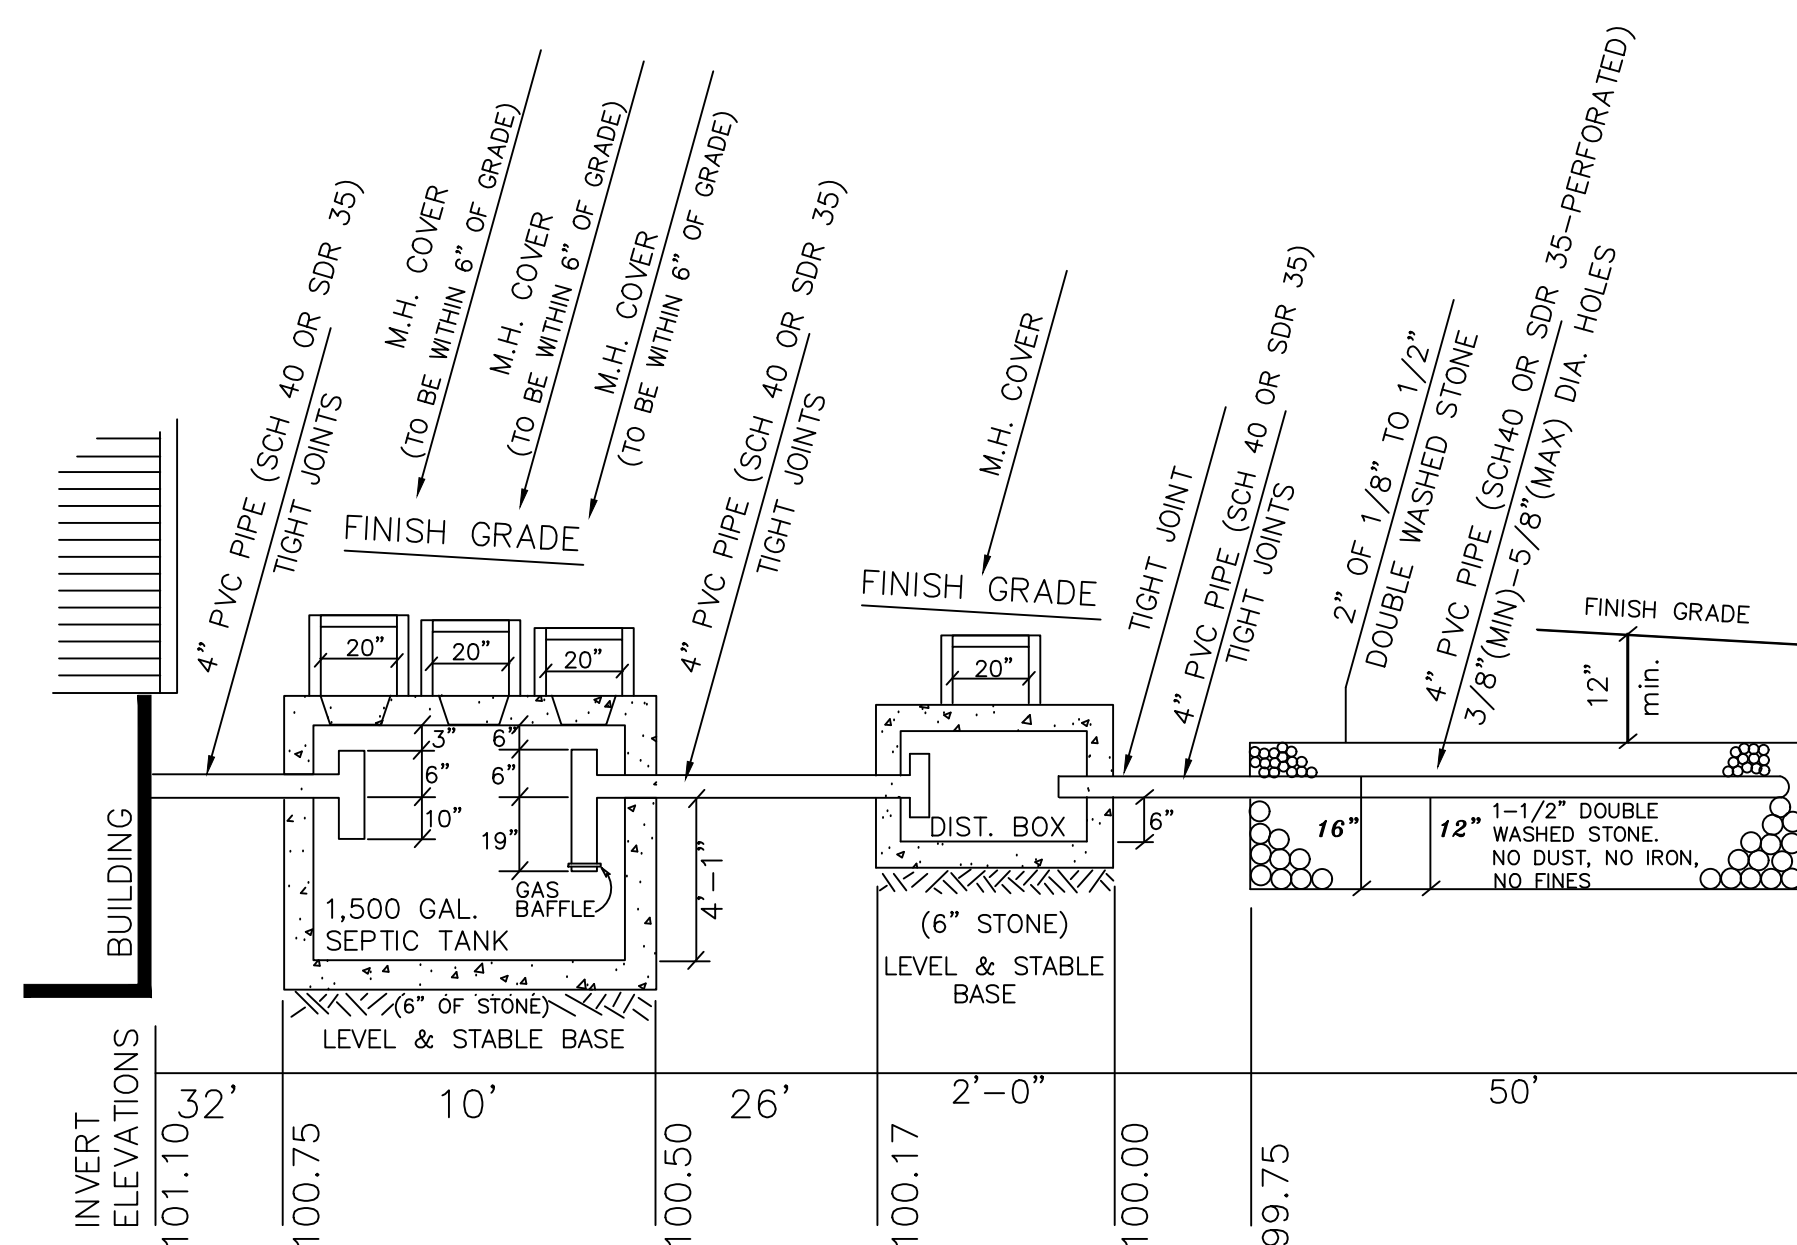 4" PVC PIPE (SCH 40 OR SDR 35)
TIGHT JOINTS
M.H. COVER
(TO BE WITHIN 6" OF GRADE)
M.H. COVER
(TO BE WITHIN 6" OF GRADE)
M.H. COVER
(TO BE WITHIN 6" OF GRADE)
4" PVC PIPE (SCH 40 OR SDR 35)
TIGHT JOINTS
M.H. COVER
TIGHT JOINT
4" PVC PIPE (SCH 40 OR SDR 35)
TIGHT JOINTS
2" OF 1/8" TO 1/2"
DOUBLE WASHED STONE
4" PVC PIPE (SCH40 OR SDR 35-PERFORATED)
3/8"(MIN)-5/8"(MAX) DIA. HOLES
FINISH GRADE
FINISH GRADE
FINISH GRADE
20"
20"
20"
20"
12"
min.
3"
6"
10"
6"
6"
19"
GAS
BAFFLE
4'-1"
1,500 GAL.
SEPTIC TANK
BUILDING
DIST. BOX
6"
16"
12"
1-1/2" DOUBLE
WASHED STONE.
NO DUST, NO IRON,
NO FINES
(6" OF STONE)
LEVEL & STABLE BASE
(6" STONE)
LEVEL & STABLE
BASE
32'
10'
26'
2'-0"
50'
INVERT
ELEVATIONS
101.10
100.75
100.50
100.17
100.00
99.75